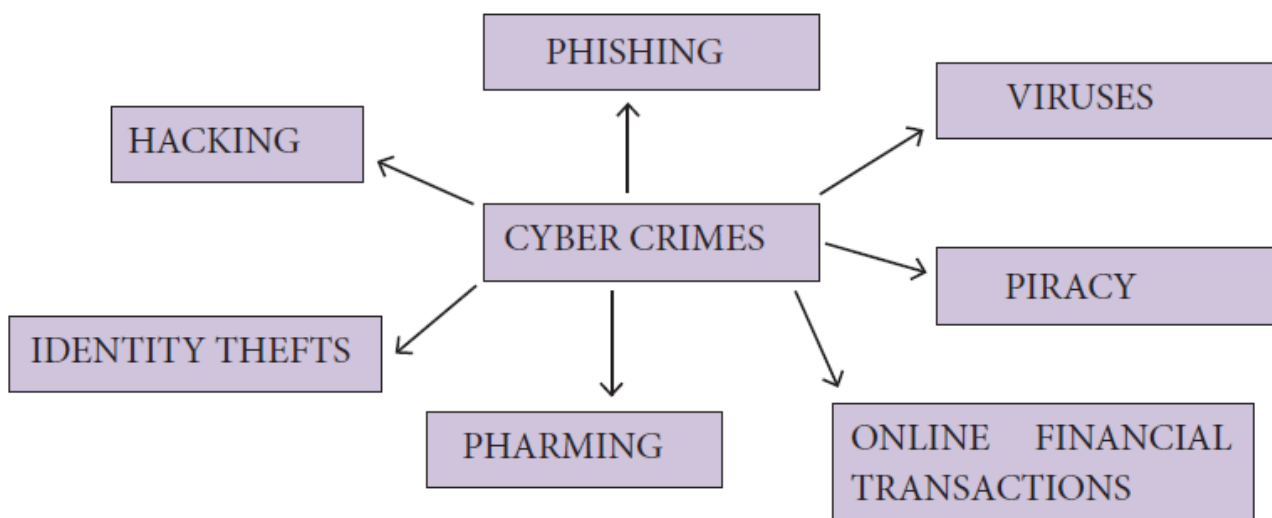 PHISHING
VIRUSES
HACKING
CYBER CRIMES
PIRACY
IDENTITY THEFTS
PHARMING
ONLINE FINANCIAL
TRANSACTIONS